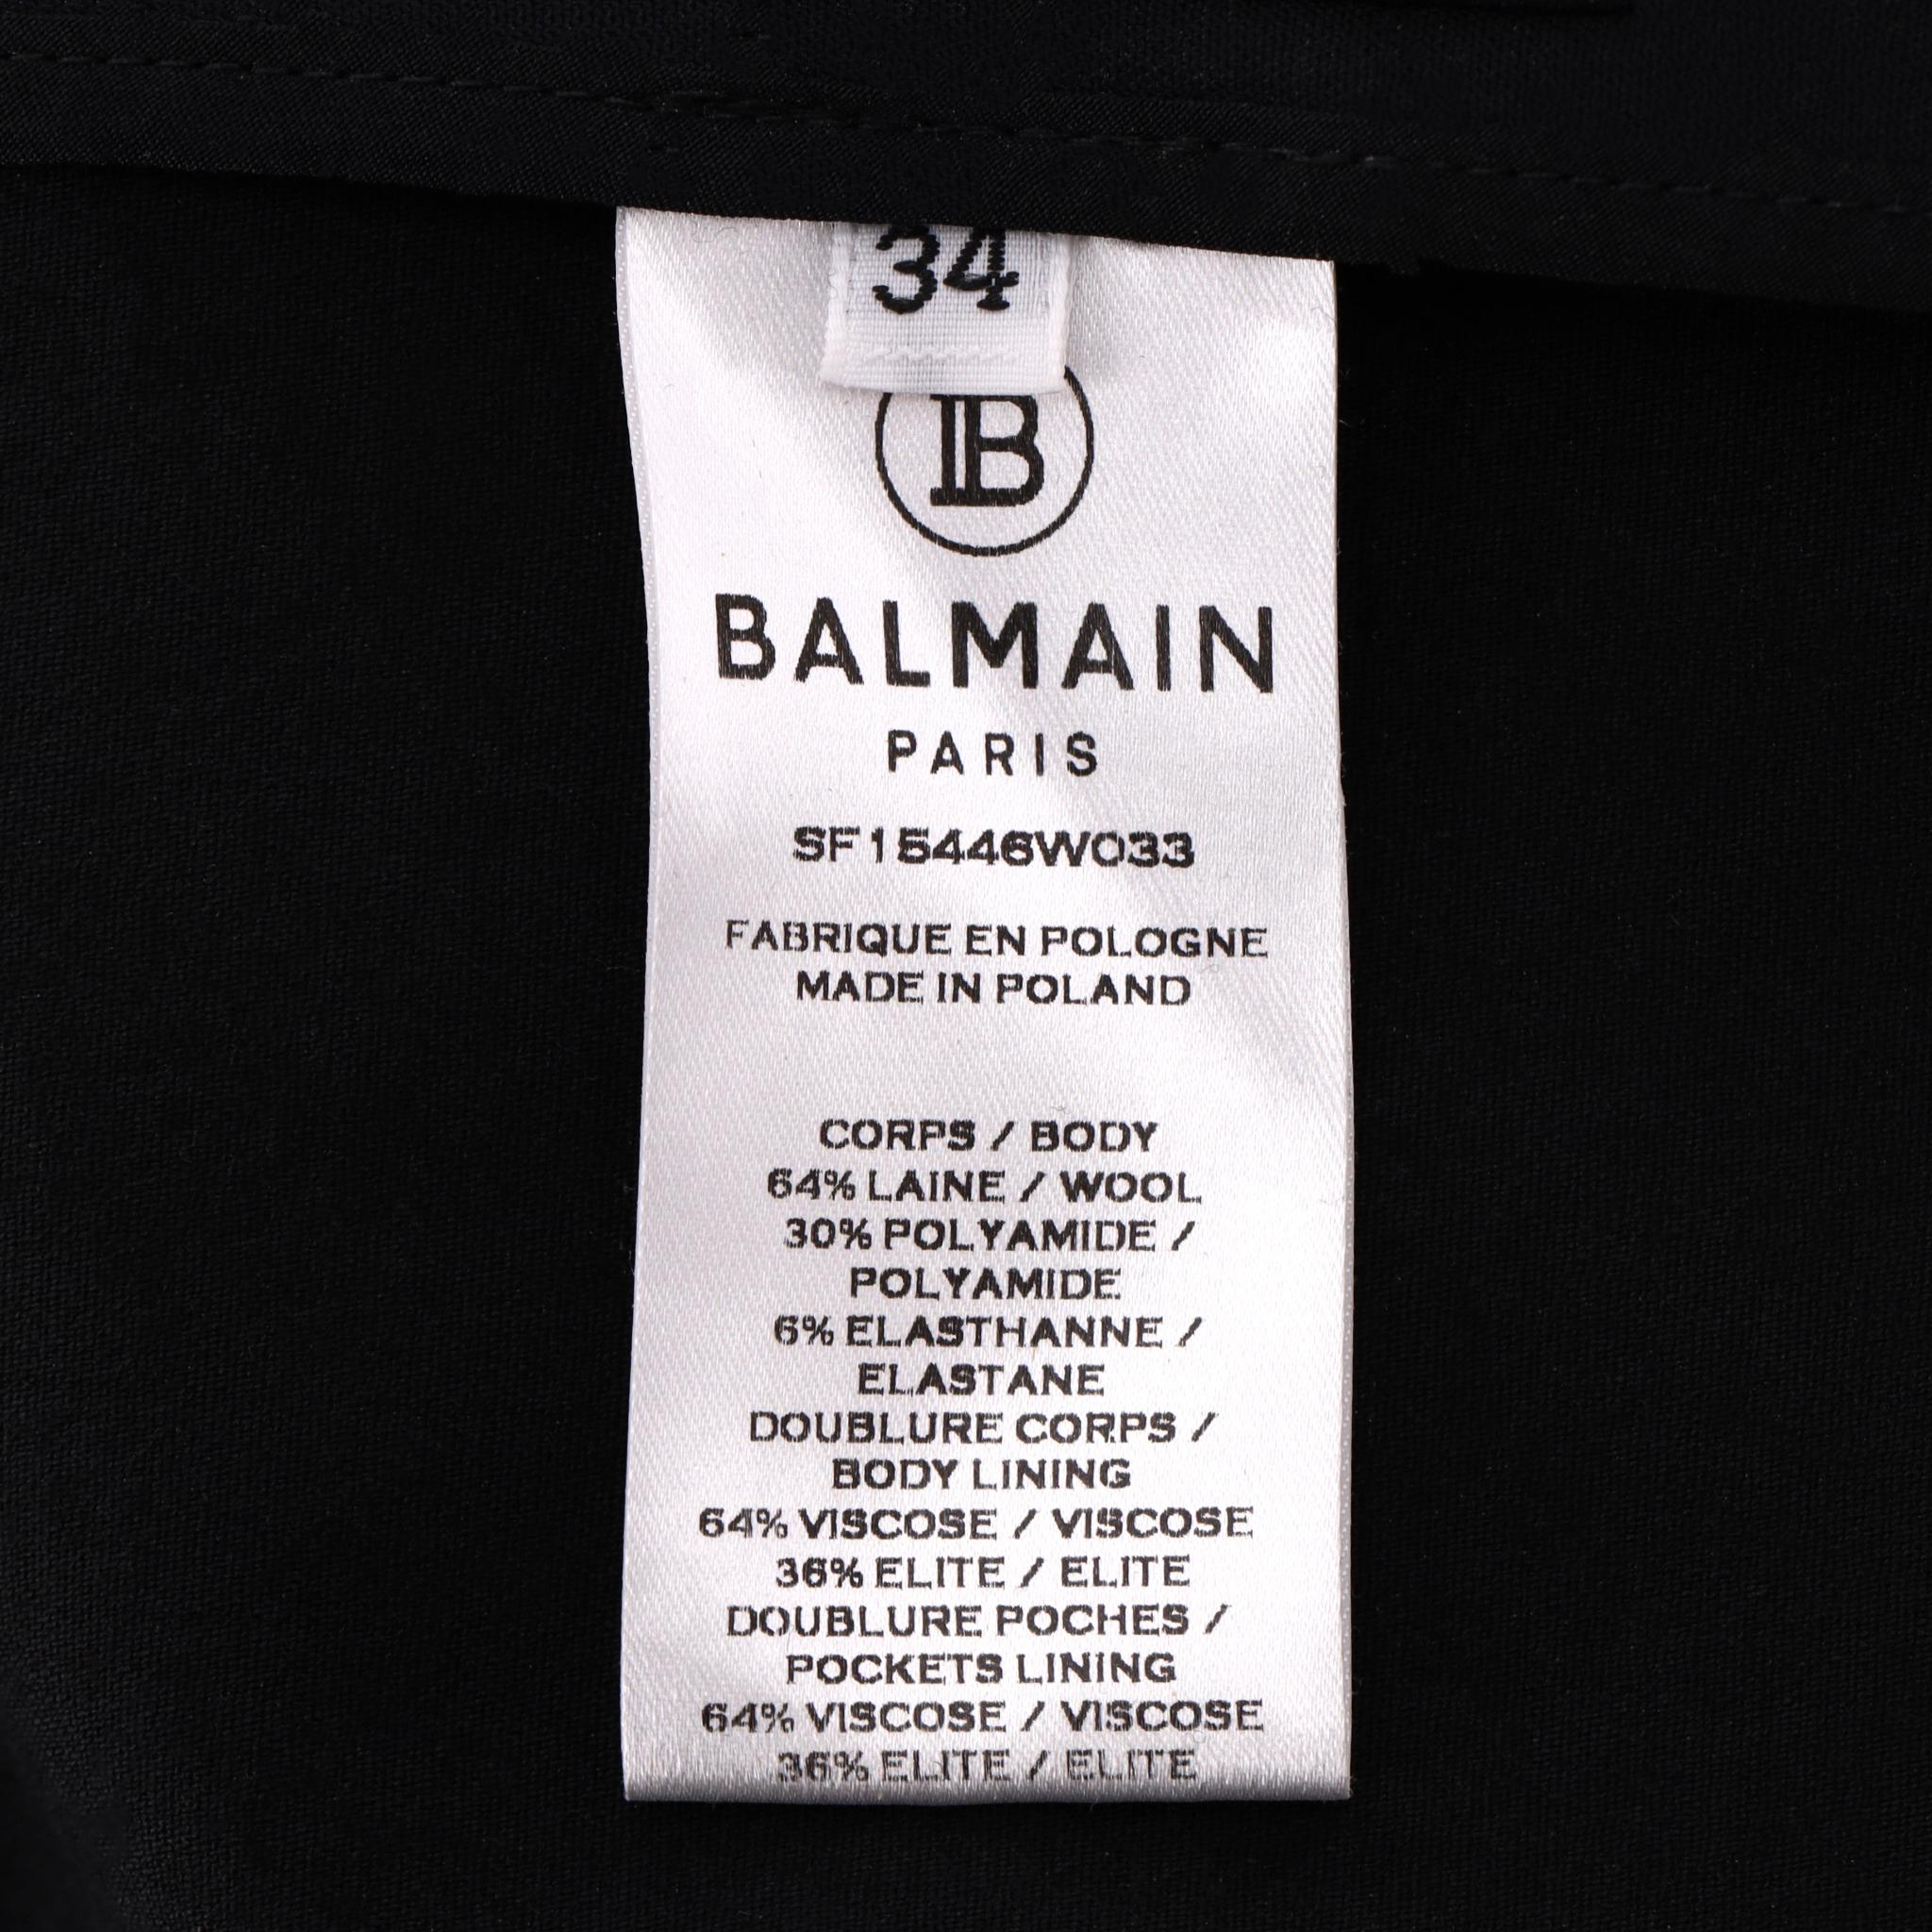 34
B
BALMAIN
PARIS
SF15446W033
FABRIQUE EN POLOGNE
MADE IN POLAND
CORPS / BODY
64% LAINE / WOOL
30% POLYAMIDE /
POLYAMIDE
6% ELASTHANNE /
ELASTANE
DOUBLURE CORPS /
BODY LINING
64% VISCOSE / VISCOSE
36% ELITE / ELITE
DOUBLURE POCHES /
POCKETS LINING
64% VISCOSE / VISCOSE
36% ELITE / ELITE